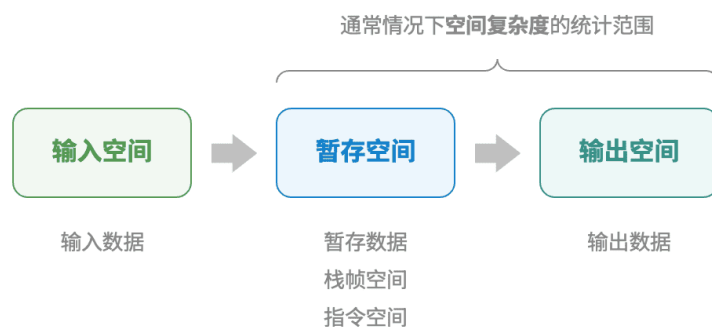 通常情况下空间复杂度的统计范围
输入空间
暂存空间
输出空间
输入数据
暂存数据
输出数据
栈帧空间
指令空间